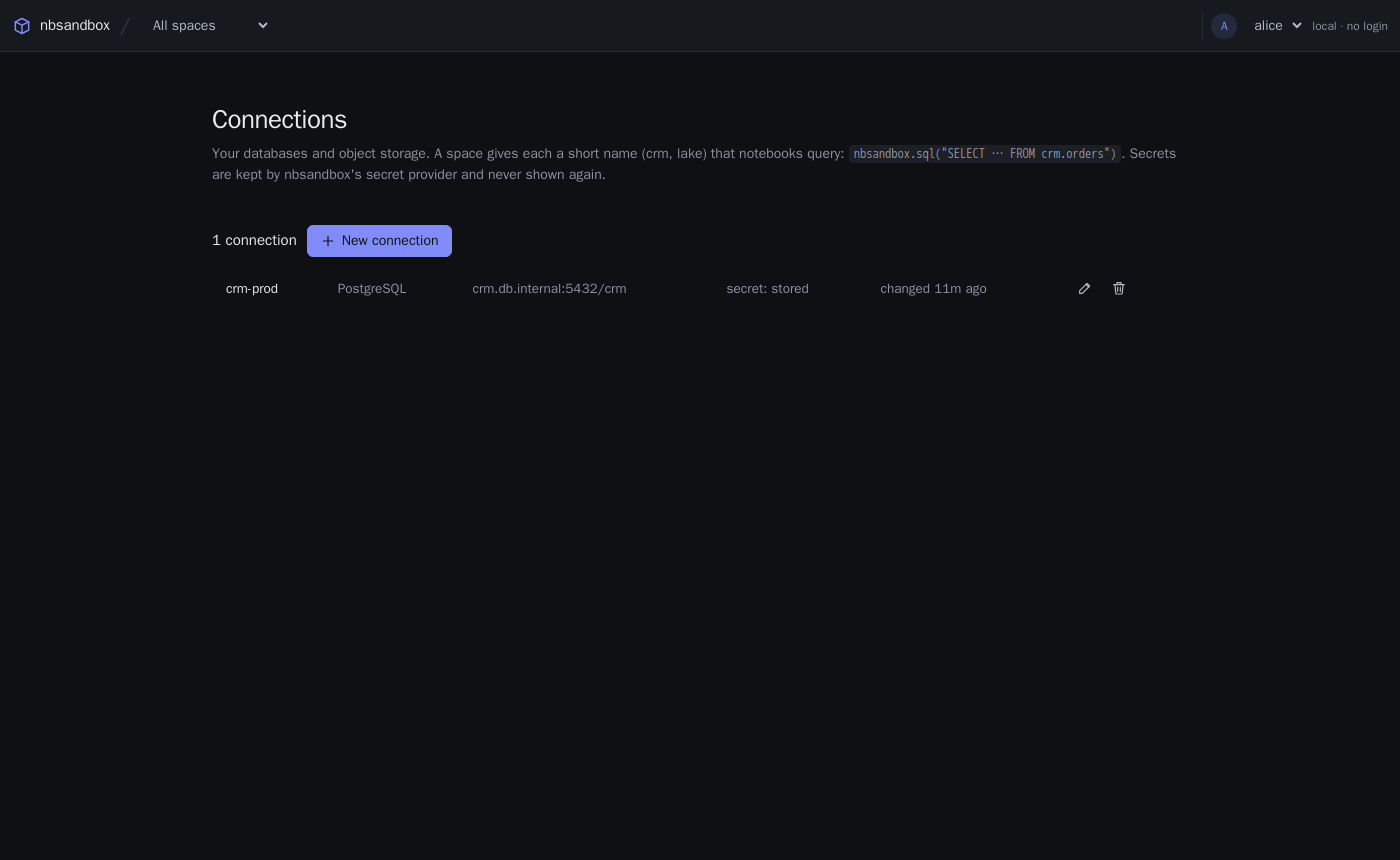 nbsandbox / All spaces A alice local · no login
Connections
Your databases and object storage. A space gives each a short name (crm, lake) that notebooks query: nbsandbox.sql("SELECT ⋯ FROM crm.orders"). Secrets
are kept by nbsandbox's secret provider and never shown again.
1 connection + New connection
crm-prod PostgreSQL crm.db.internal:5432/crm secret: stored changed 11m ago